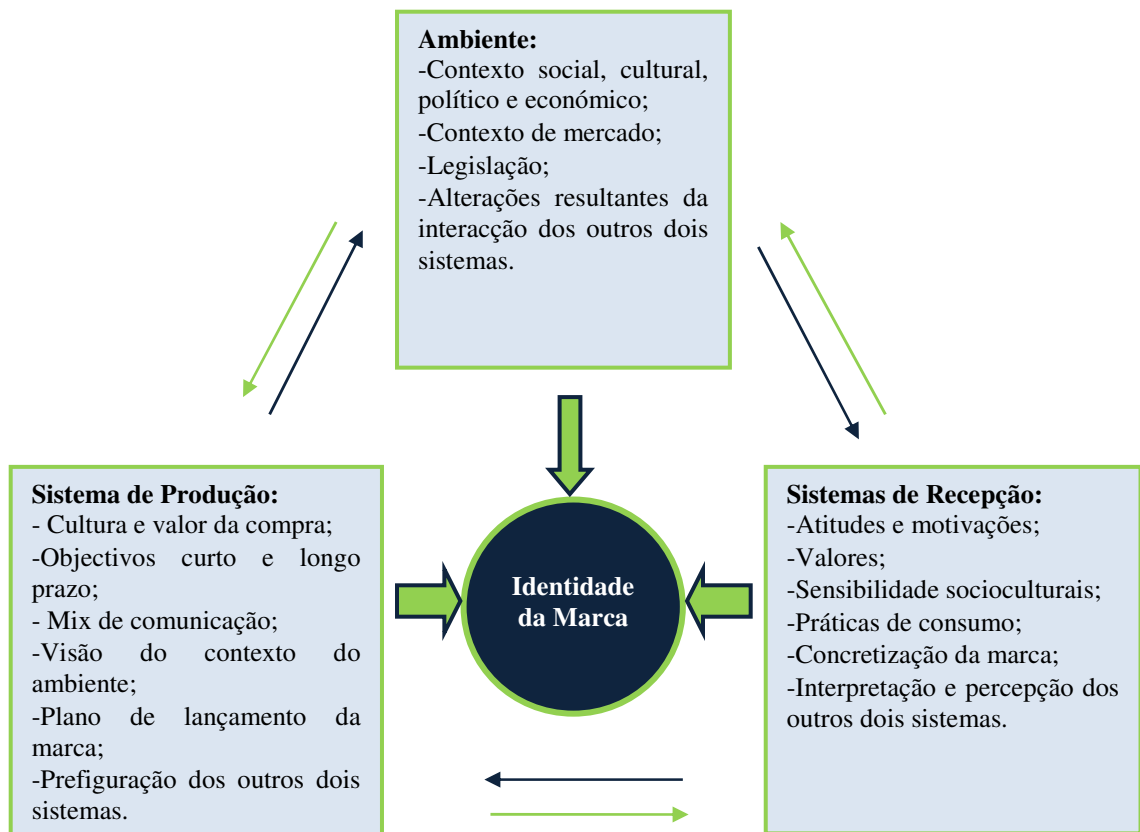 Ambiente:
-Contexto social, cultural,
político e económico;
-Contexto de mercado;
-Legislação;
-Alterações resultantes da
interacção dos outros dois
sistemas.
Sistema de Produção:
- Cultura e valor da compra;
-Objectivos curto e longo
prazo;
- Mix de comunicação;
-Visão do contexto do
ambiente;
-Plano de lançamento da
marca;
-Prefiguração dos outros dois
sistemas.
Identidade
da Marca
Sistemas de Recepção:
-Atitudes e motivações;
-Valores;
-Sensibilidade socioculturais;
-Práticas de consumo;
-Concretização da marca;
-Interpretação e percepção dos
outros dois sistemas.